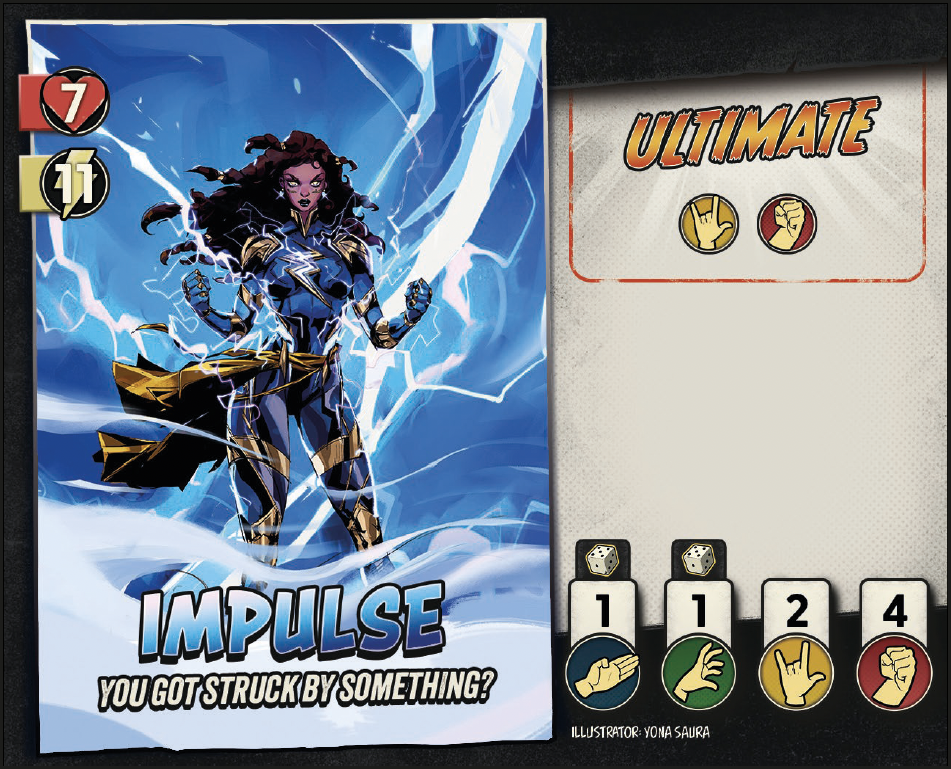 7
11
ULTIMATE
1 1 2 4
IMPULSE
YOU GOT STRUCK BY SOMETHING?
ILLUSTRATOR: YONA SAURA